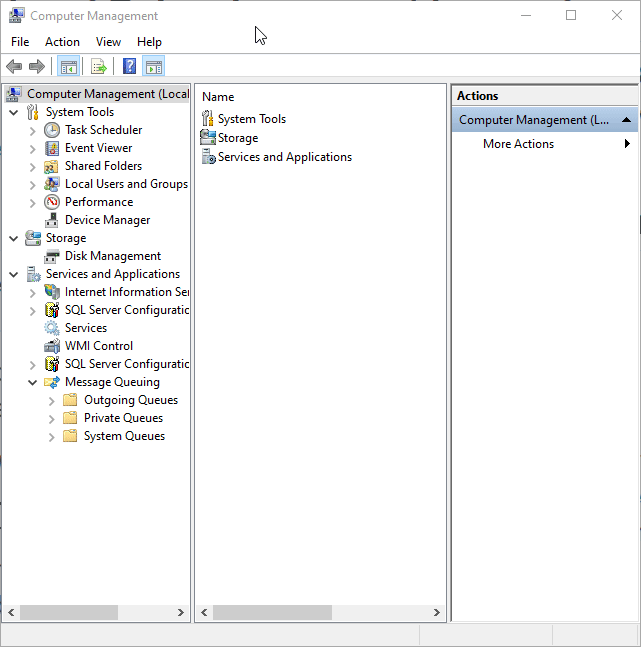 Computer Management
File Action View Help
Computer Management (Local
System Tools
Task Scheduler
Event Viewer
Shared Folders
Local Users and Groups
Performance
Device Manager
Storage
Disk Management
Services and Applications
Internet Information Ser
SQL Server Configuratio
Services
WMI Control
SQL Server Configuratio
Message Queuing
Outgoing Queues
Private Queues
System Queues
Name
System Tools
Storage
Services and Applications
Actions
Computer Management (L...
More Actions